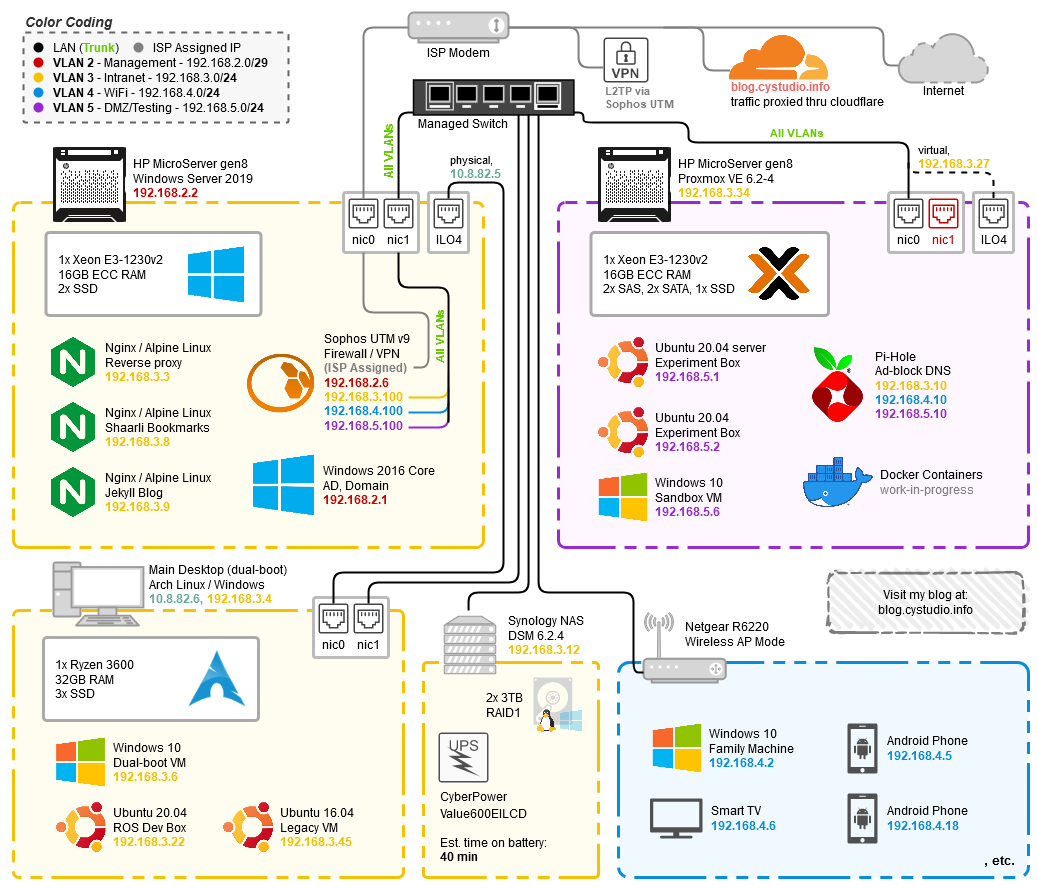 Color Coding
LAN (Trunk) ISP Assigned IP
VLAN 2 - Management - 192.168.2.0/29
VLAN 3 - Intranet - 192.168.3.0/24
VLAN 4 - WiFi - 192.168.4.0/24
VLAN 5 - DMZ/Testing - 192.168.5.0/24
ISP Modem
VPN
L2TP via
Sophos UTM
blog.cystudio.info
traffic proxied thru cloudflare
Internet
Managed Switch
All VLANs
All VLANs
HP MicroServer gen8
Windows Server 2019
192.168.2.2
physical,
10.8.82.5
nic0
nic1
ILO4
HP MicroServer gen8
Proxmox VE 6.2-4
192.168.3.34
virtual,
192.168.3.27
nic0
nic1
ILO4
1x Xeon E3-1230v2
16GB ECC RAM
2x SSD
Nginx / Alpine Linux
Reverse proxy
192.168.3.3
Nginx / Alpine Linux
Shaarli Bookmarks
192.168.3.8
Nginx / Alpine Linux
Jekyll Blog
192.168.3.9
Sophos UTM v9
Firewall / VPN
(ISP Assigned)
192.168.2.6
192.168.3.100
192.168.4.100
192.168.5.100
All VLANs
Windows 2016 Core
AD, Domain
192.168.2.1
1x Xeon E3-1230v2
16GB ECC RAM
2x SAS, 2x SATA, 1x SSD
Ubuntu 20.04 server
Experiment Box
192.168.5.1
Ubuntu 20.04
Experiment Box
192.168.5.2
Windows 10
Sandbox VM
192.168.5.6
Pi-Hole
Ad-block DNS
192.168.3.10
192.168.4.10
192.168.5.10
Docker Containers
work-in-progress
Main Desktop (dual-boot)
Arch Linux / Windows
10.8.82.6, 192.168.3.4
nic0
nic1
1x Ryzen 3600
32GB RAM
3x SSD
Windows 10
Dual-boot VM
192.168.3.6
Ubuntu 20.04
ROS Dev Box
192.168.3.22
Ubuntu 16.04
Legacy VM
192.168.3.45
Synology NAS
DSM 6.2.4
192.168.3.12
2x 3TB
RAID1
UPS
CyberPower
Value600EILCD
Est. time on battery:
40 min
Visit my blog at:
blog.cystudio.info
Netgear R6220
Wireless AP Mode
Windows 10
Family Machine
192.168.4.2
Android Phone
192.168.4.5
Smart TV
192.168.4.6
Android Phone
192.168.4.18
, etc.